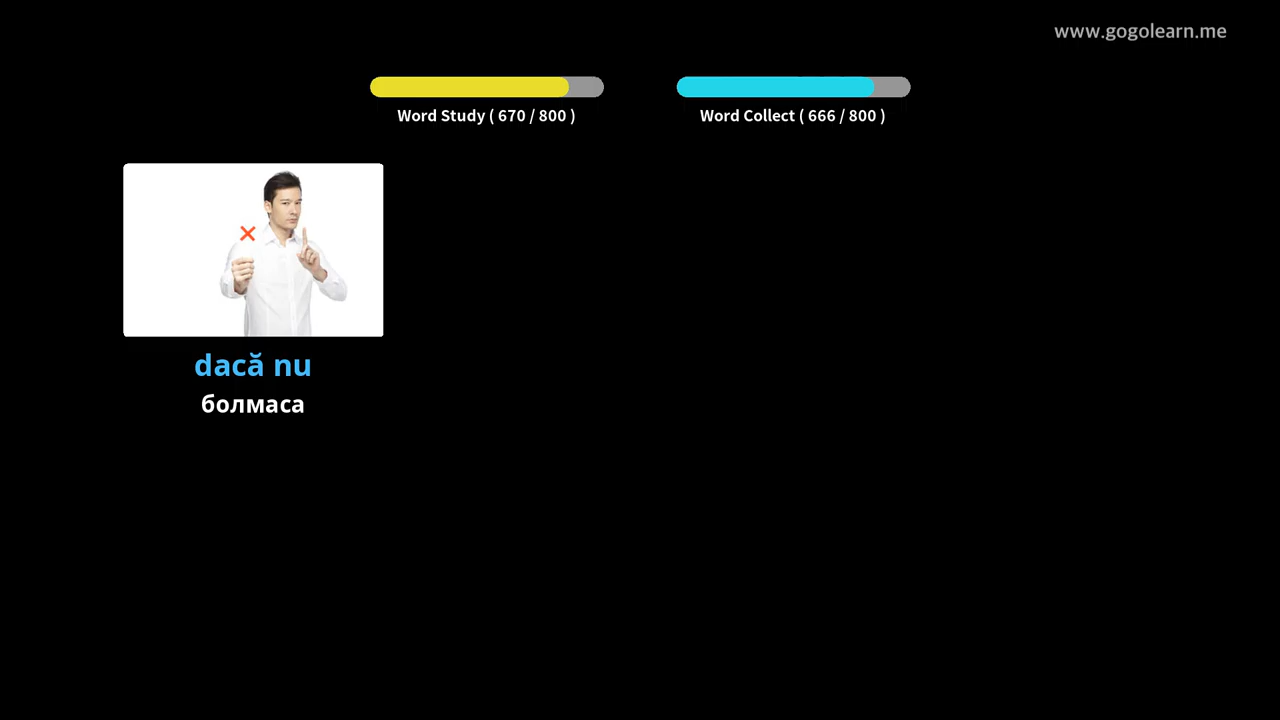 www.gogolearn.me
Word Study ( 670 / 800 )
Word Collect ( 666 / 800 )
dacă nu
болмаса